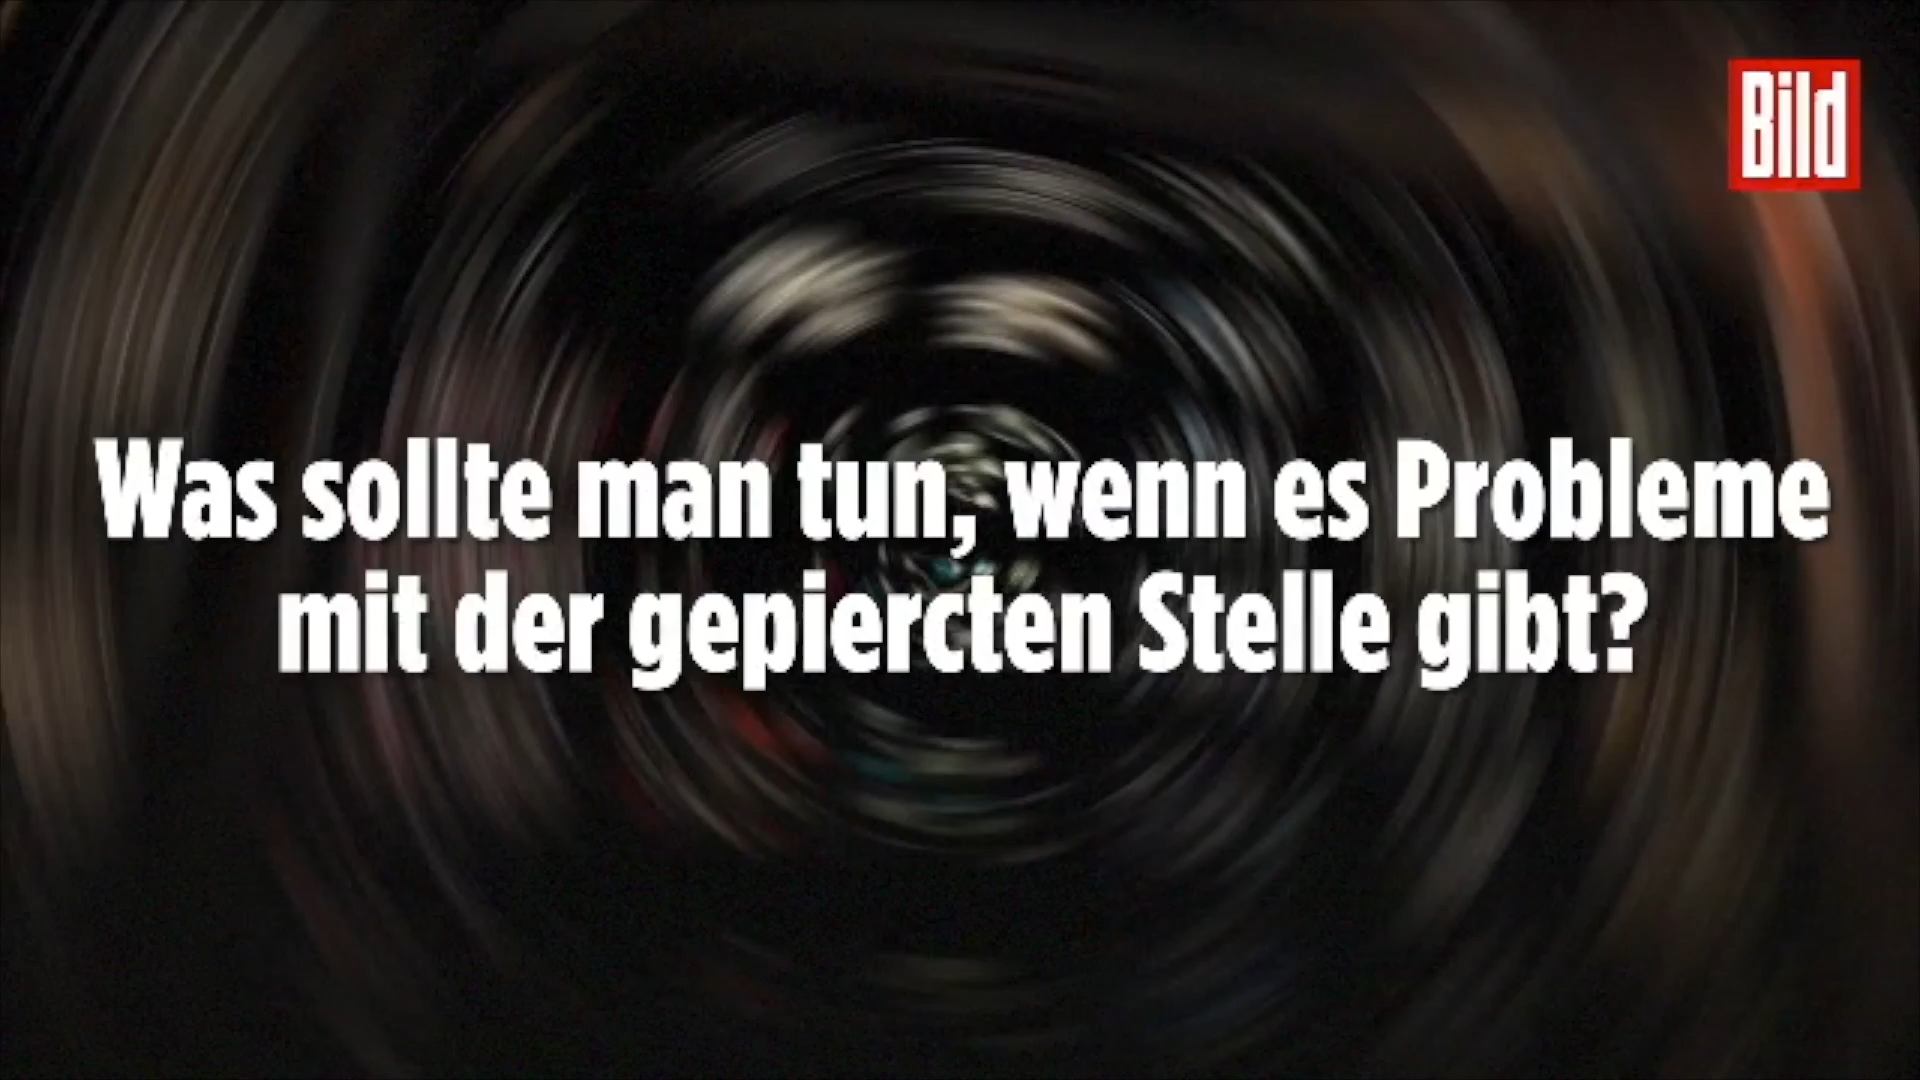 Bild
Was sollte man tun, wenn es Probleme
mit der gepiercten Stelle gibt?